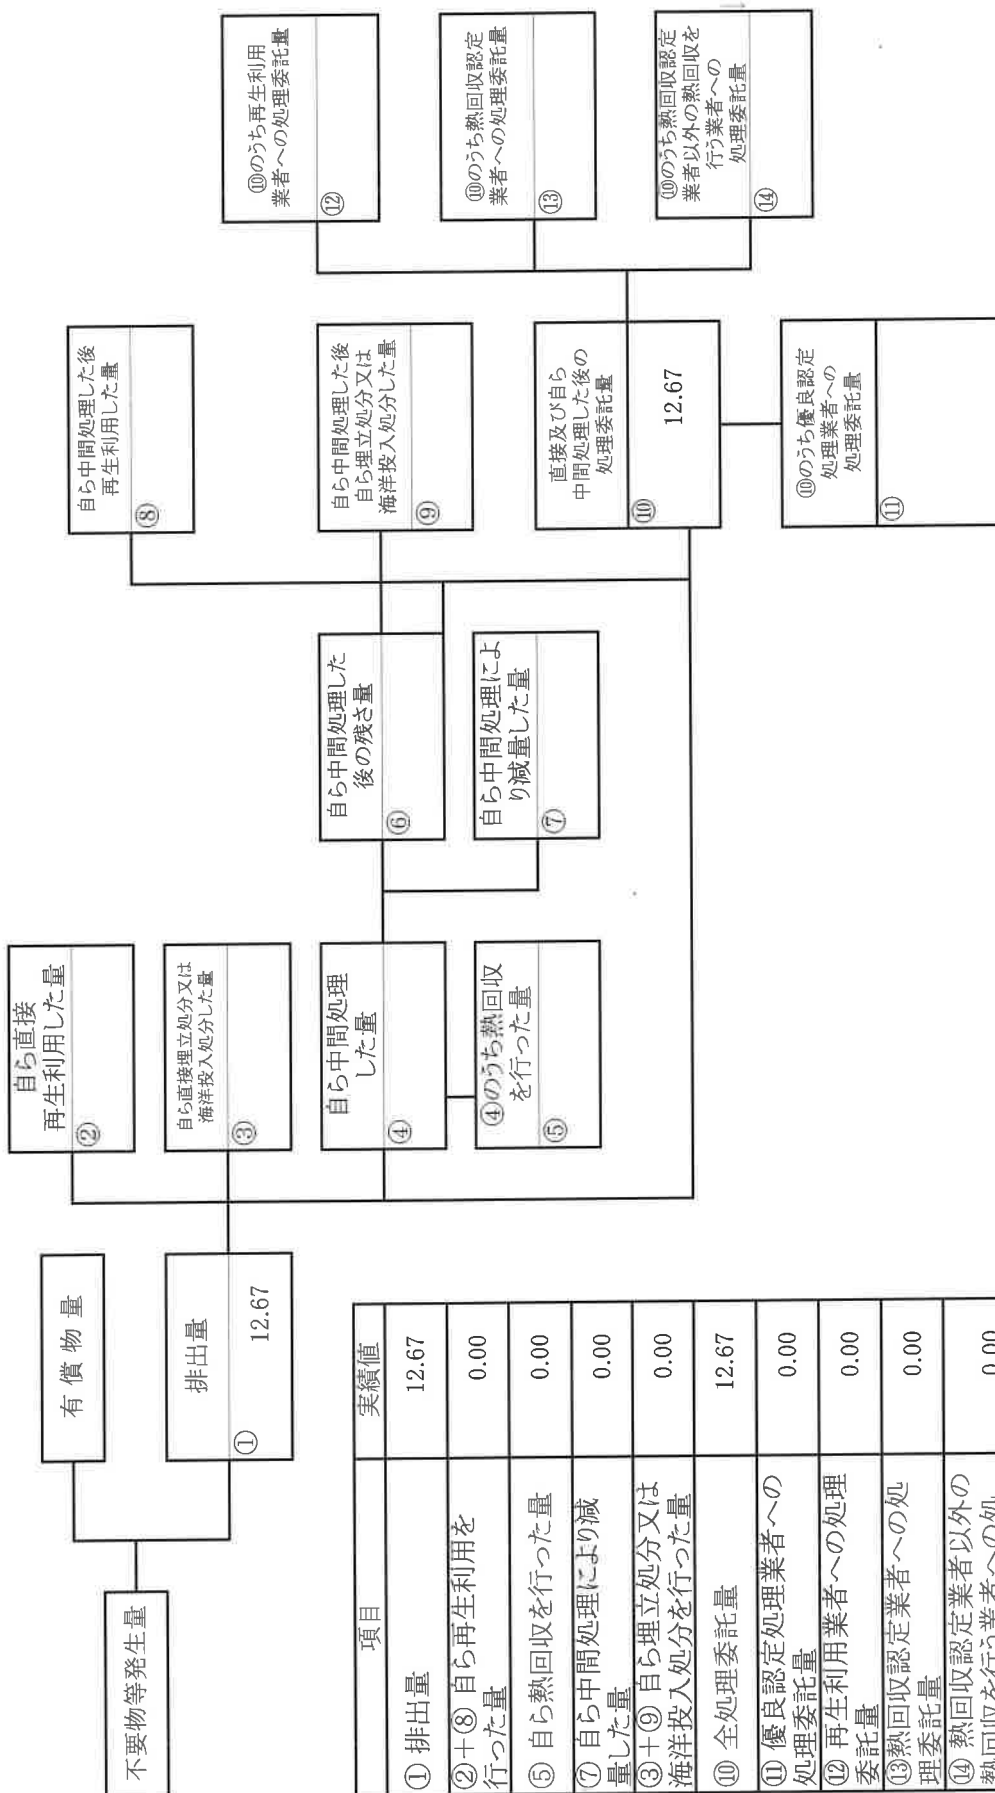 不要物等発生量
有償物量
排出量
①
12.67
自ら直接
再生利用した量
②
自ら直接埋立処分又は
海洋投入処分した量
③
自ら中間処理
した量
④
④のうち熱回収
を行った量
⑤
自ら中間処理した
後の残さ量
⑥
自ら中間処理によ
り減量した量
⑦
自ら中間処理した後
再生利用した量
⑧
自ら中間処理した後
自ら埋立処分又は
海洋投入処分した量
⑨
直接及び自ら
中間処理した後の
処理委託量
⑩
12.67
⑩のうち優良認定
処理業者への
処理委託量
⑪
⑩のうち再生利用
業者への処理委託量
⑫
⑩のうち熱回収認定
業者への処理委託量
⑬
⑩のうち熱回収認定
業者以外の熱回収を
行う業者への
処理委託量
⑭
項目 実績値
① 排出量 12.67
②+⑧ 自ら再生利用を
行った量 0.00
⑤ 自ら熱回収を行った量 0.00
⑦ 自ら中間処理により減
量した量 0.00
③+⑨ 自ら埋立処分又は
海洋投入処分を行った量 0.00
⑩ 全処理委託量 12.67
⑪ 優良認定処理業者への
処理委託量 0.00
⑫ 再生利用業者への処理
委託量 0.00
⑬熱回収認定業者への処
理委託量 0.00
⑭ 熱回収認定業者以外の
熱回収を行う業者への処 0.00